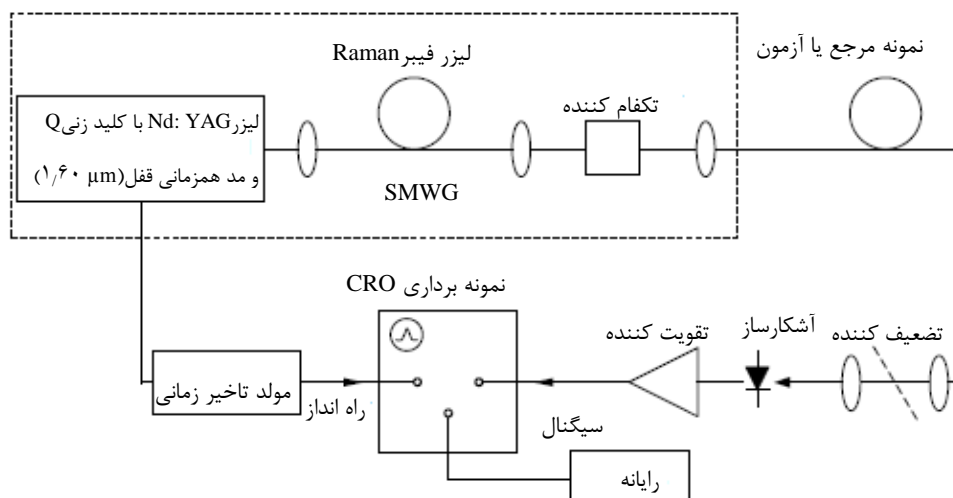 نمونه مرجع یا آزمون
لیزر فیبر Raman
لیزر Nd: YAG با کلید زنی Q
و مد همزمانی قفل (۱٫۶۰ µm)
تکفام کننده
SMWG
نمونه برداری CRO
تقویت کننده
آشکارساز
تضعیف کننده
مولد تاخیر زمانی
راه انداز
سیگنال
رایانه